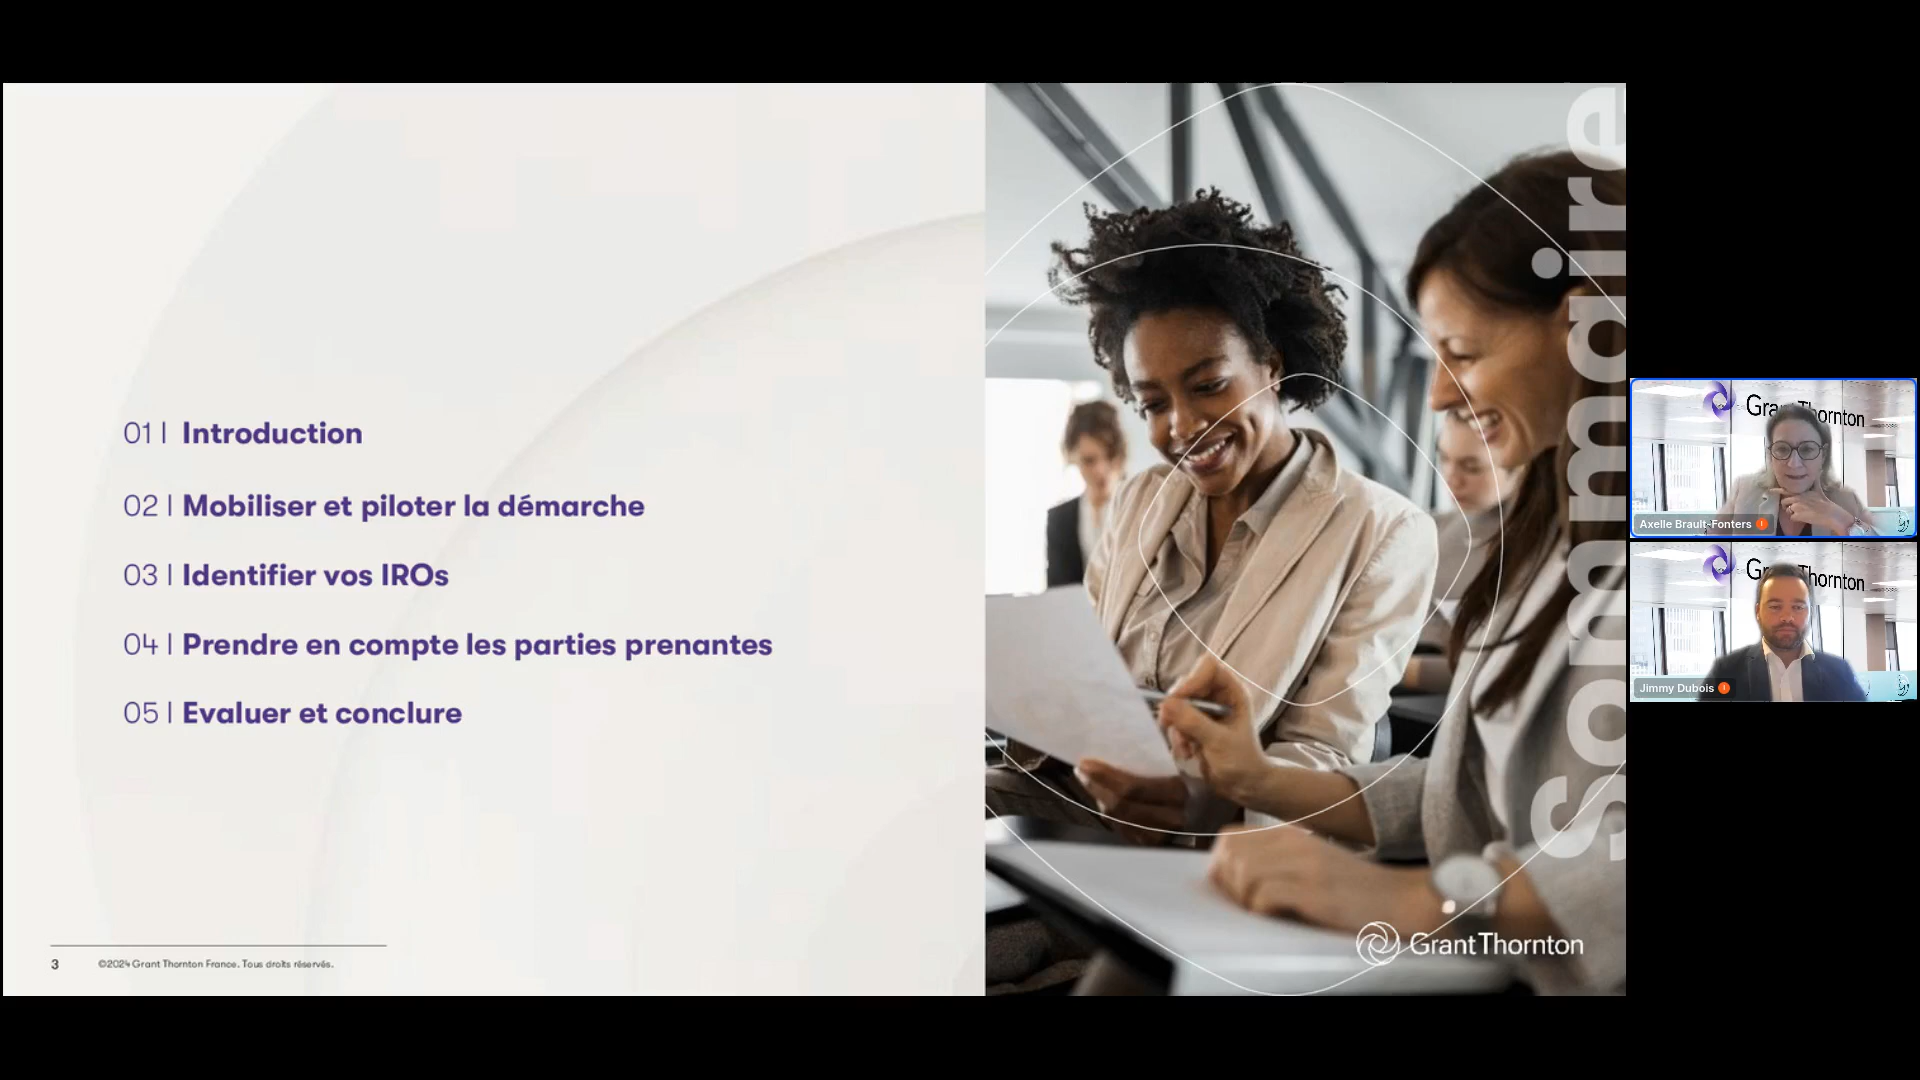 01 | Introduction
02 | Mobiliser et piloter la démarche
03 | Identifier vos IROs
04 | Prendre en compte les parties prenantes
05 | Evaluer et conclure
3 ©2024 Grant Thornton France. Tous droits réservés.
Sommaire
Grant Thornton
Grant Thornton
Axelle Brault-Fonters
Grant Thornton
Jimmy Dubois